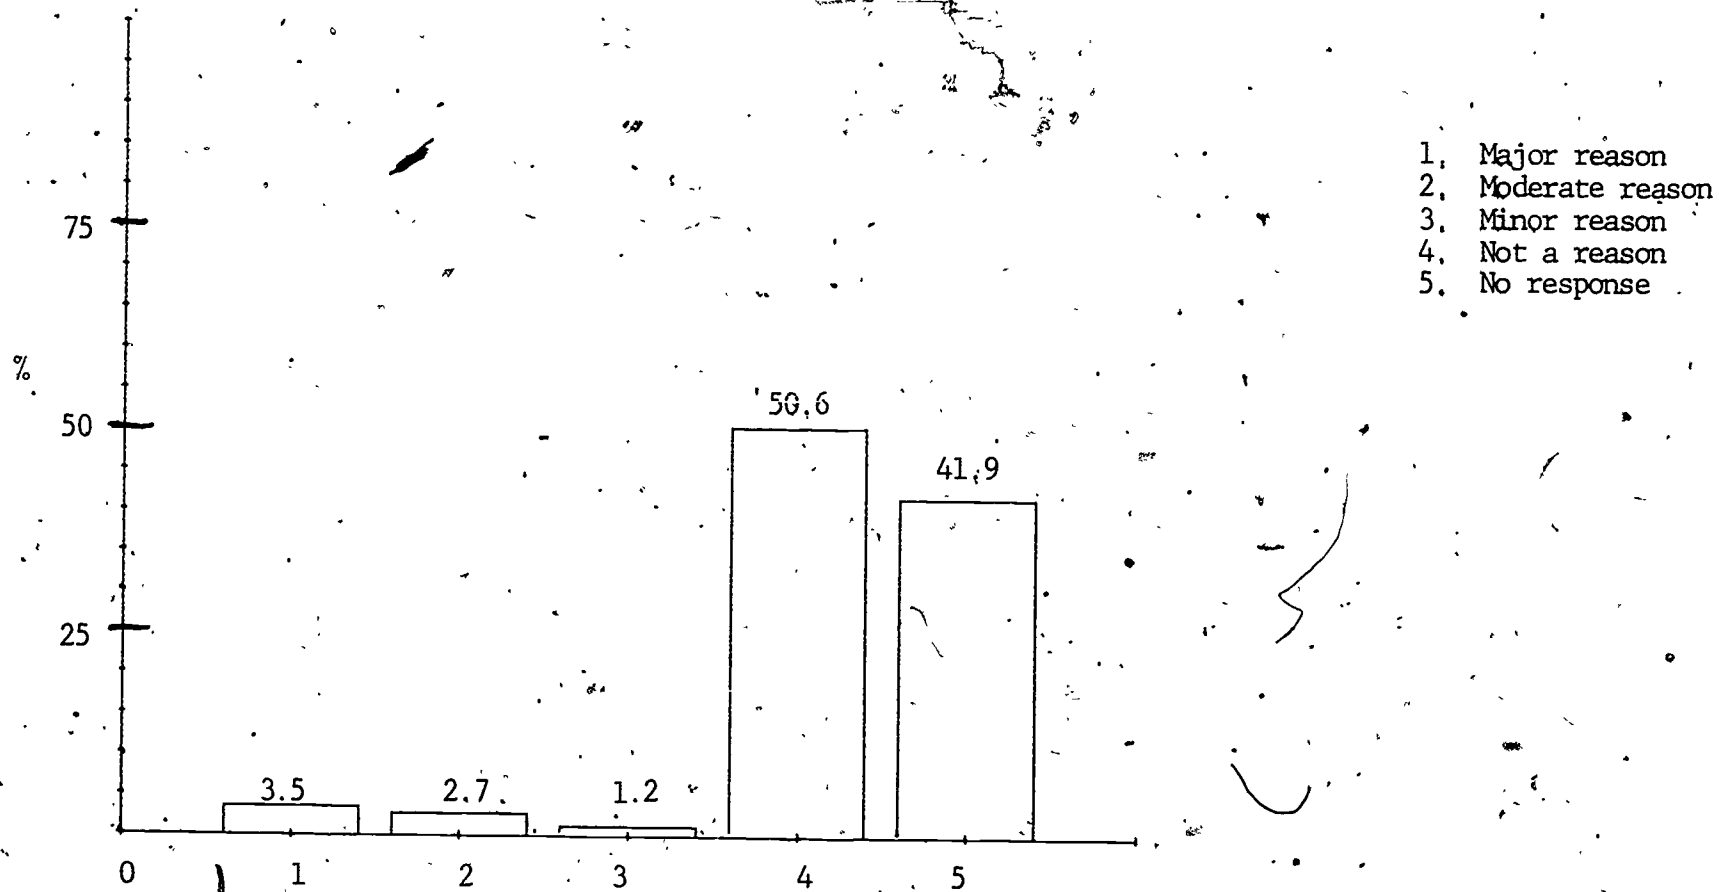 1. Major reason
2. Moderate reason
3. Minor reason
4. Not a reason
5. No response
75
%
50
25
50.6
41.9
3.5
2.7
1.2
0 1 2 3 4 5